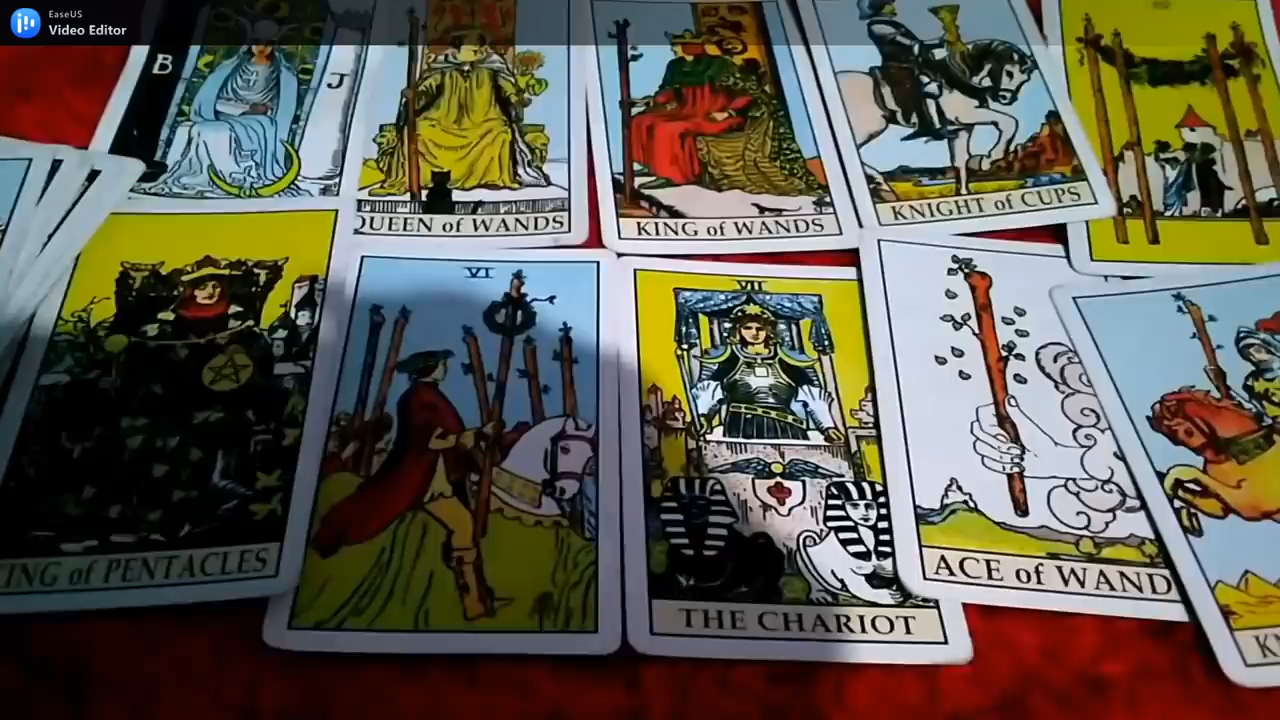 EaseUS
Video Editor
B
J
QUEEN of WANDS
KING of WANDS
KNIGHT of CUPS
VI
VII
ING of PENTACLES
THE CHARIOT
ACE of WAND
K